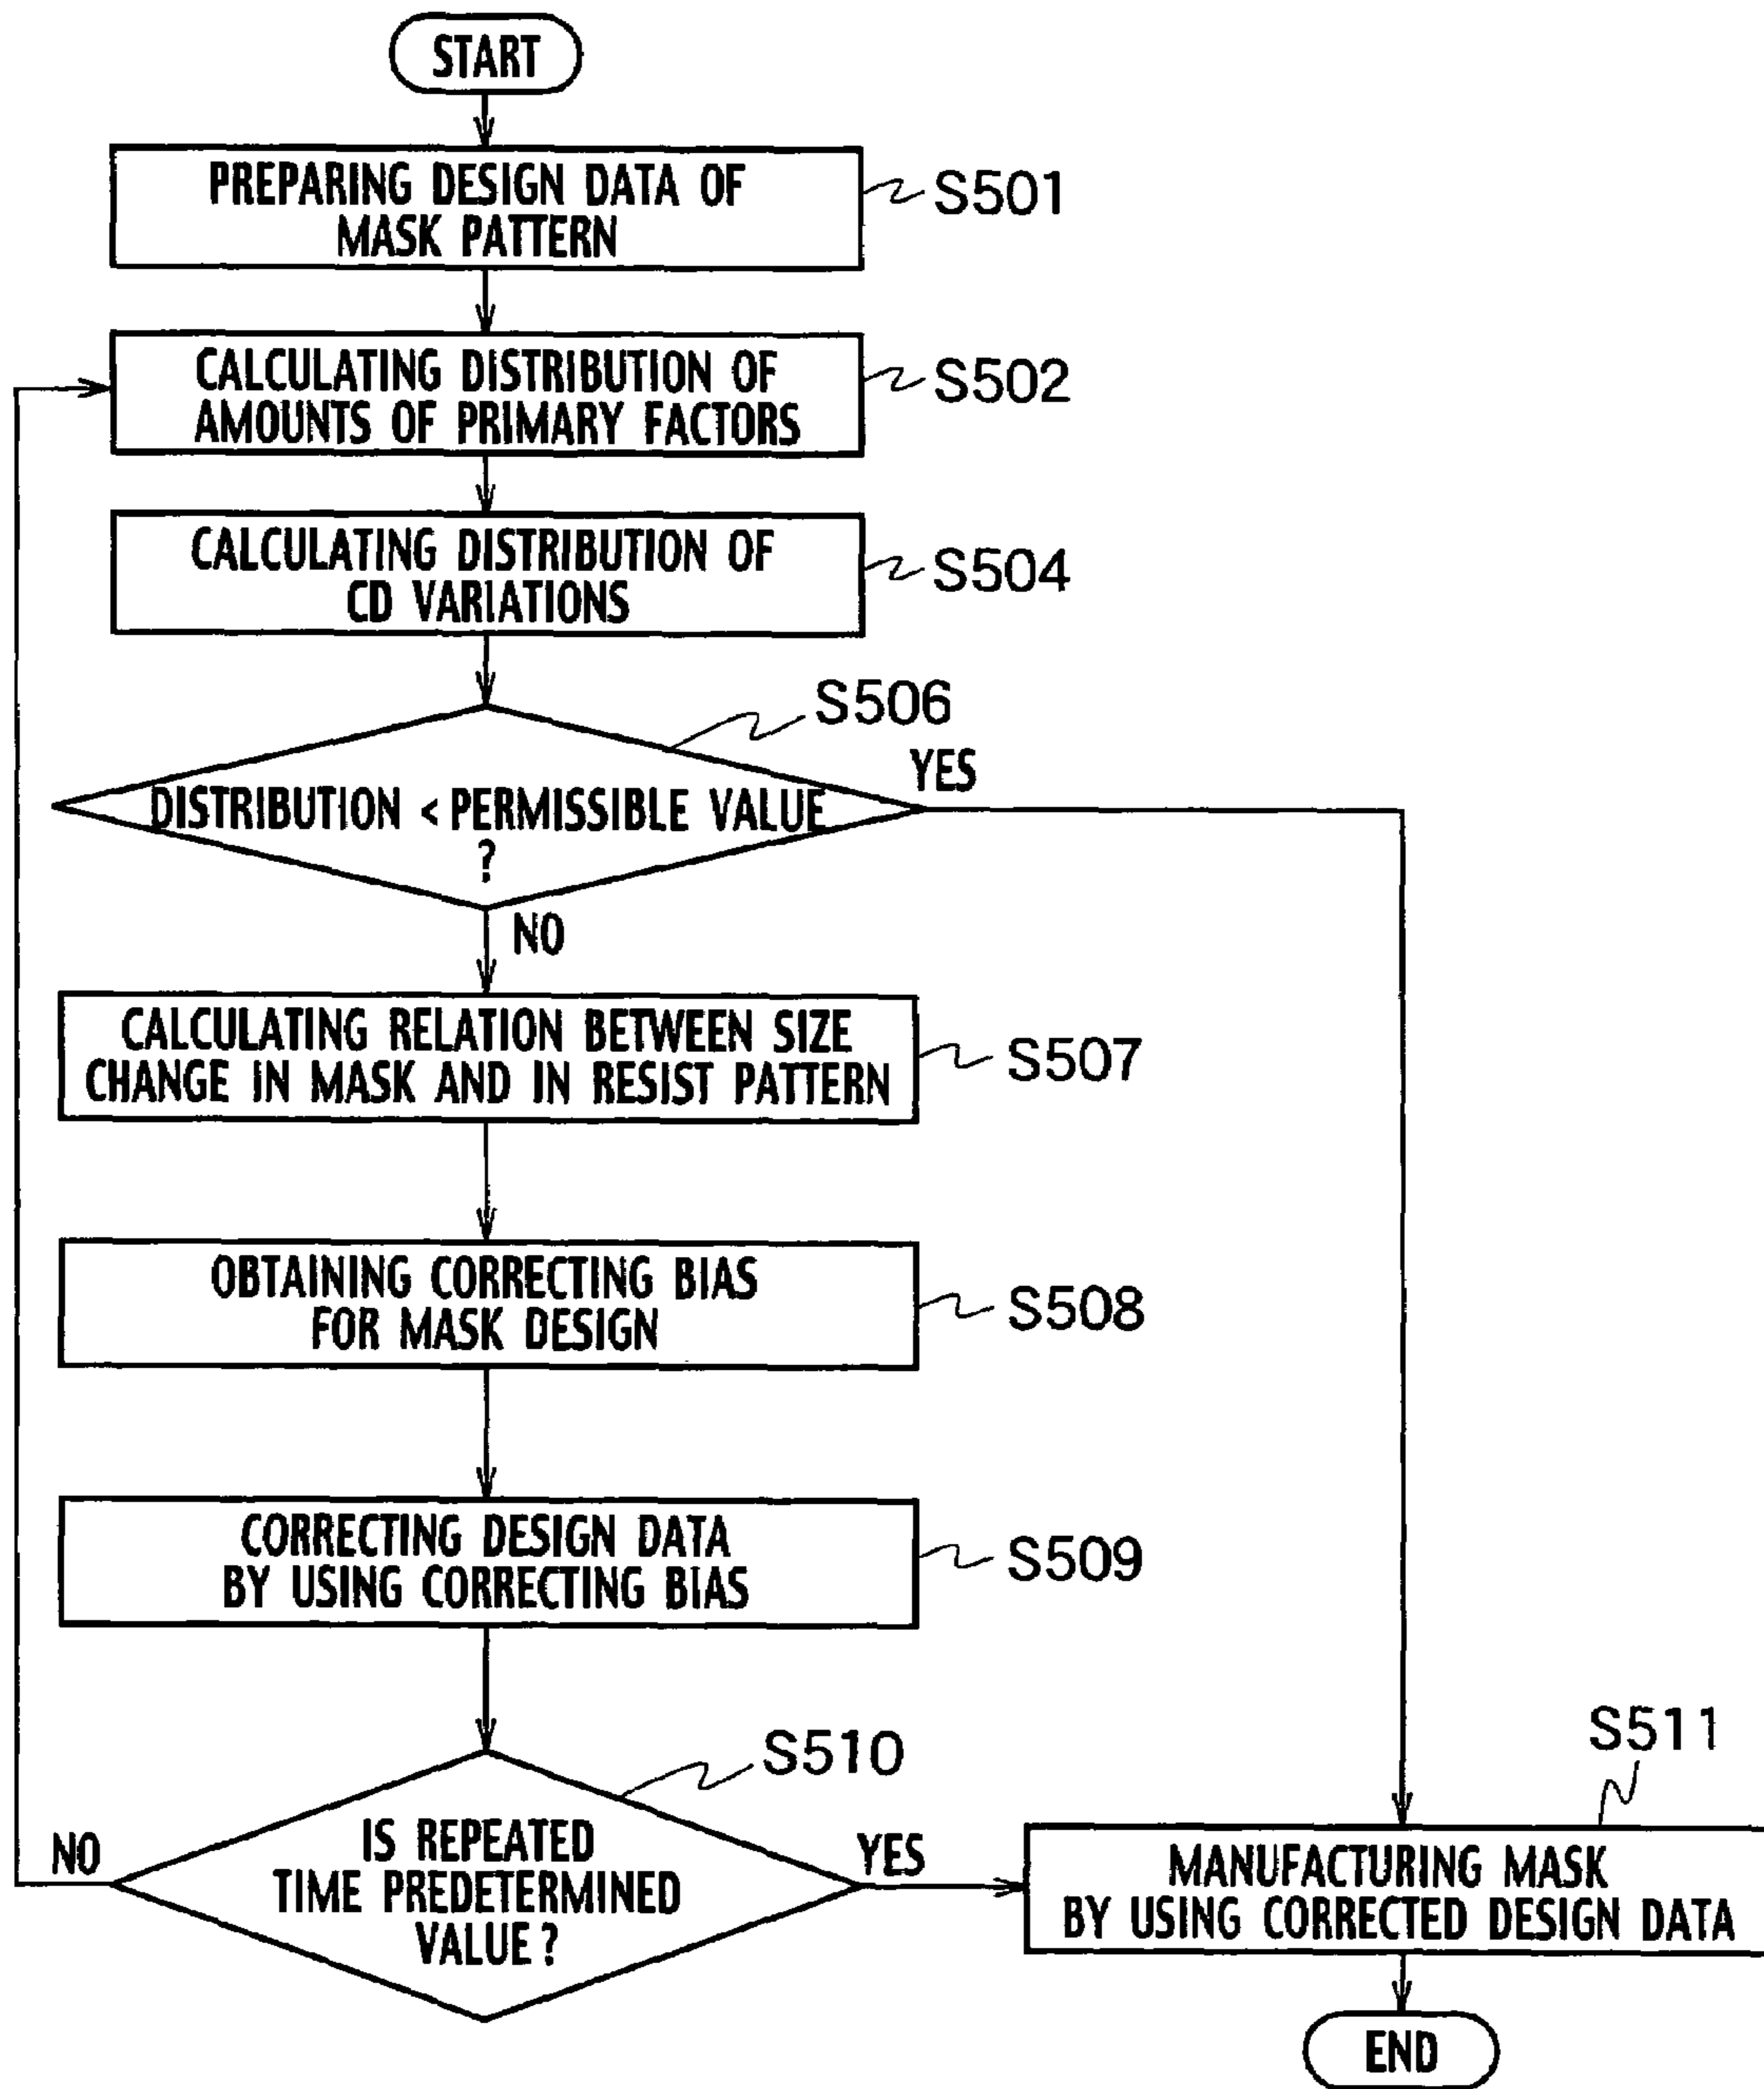 START
PREPARING DESIGN DATA OF
MASK PATTERN
S501
CALCULATING DISTRIBUTION OF
AMOUNTS OF PRIMARY FACTORS
S502
CALCULATING DISTRIBUTION OF
CD VARIATIONS
S504
S506
DISTRIBUTION < PERMISSIBLE VALUE
?
YES
NO
CALCULATING RELATION BETWEEN SIZE
CHANGE IN MASK AND IN RESIST PATTERN
S507
OBTAINING CORRECTING BIAS
FOR MASK DESIGN
S508
CORRECTING DESIGN DATA
BY USING CORRECTING BIAS
S509
S510
IS REPEATED
TIME PREDETERMINED
VALUE?
NO
YES
S511
MANUFACTURING MASK
BY USING CORRECTED DESIGN DATA
END